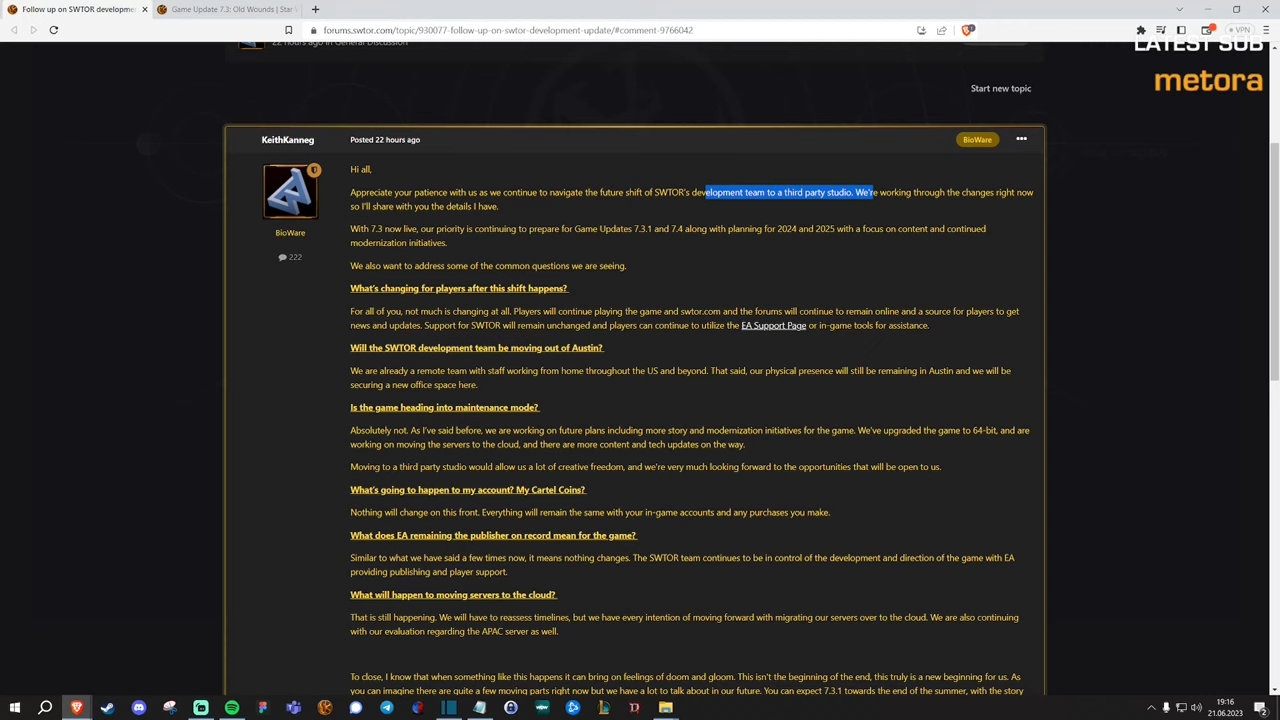 Follow up on SWTOR developme
Game Update 7.3: Old Wounds | Star W
forums.swtor.com/topic/930077-follow-up-on-swtor-development-update/#comment-9766042
VPN
22 hours ago in General Discussion
LATEST SUB
metora
Start new topic
KeithKanneg
Posted 22 hours ago
BioWare
Hi all,
BioWare
222
Appreciate your patience with us as we continue to navigate the future shift of SWTOR's development team to a third party studio. We're working through the changes right now
so I'll share with you the details I have.
With 7.3 now live, our priority is continuing to prepare for Game Updates 7.3.1 and 7.4 along with planning for 2024 and 2025 with a focus on content and continued
modernization initiatives.
We also want to address some of the common questions we are seeing.
What's changing for players after this shift happens?
For all of you, not much is changing at all. Players will continue playing the game and swtor.com and the forums will continue to remain online and a source for players to get
news and updates. Support for SWTOR will remain unchanged and players can continue to utilize the EA Support Page or in-game tools for assistance.
Will the SWTOR development team be moving out of Austin?
We are already a remote team with staff working from home throughout the US and beyond. That said, our physical presence will still be remaining in Austin and we will be
securing a new office space here.
Is the game heading into maintenance mode?
Absolutely not. As I've said before, we are working on future plans including more story and modernization initiatives for the game. We've upgraded the game to 64-bit, and are
working on moving the servers to the cloud, and there are more content and tech updates on the way.
Moving to a third party studio would allow us a lot of creative freedom, and we're very much looking forward to the opportunities that will be open to us.
What's going to happen to my account? My Cartel Coins?
Nothing will change on this front. Everything will remain the same with your in-game accounts and any purchases you make.
What does EA remaining the publisher on record mean for the game?
Similar to what we have said a few times now, it means nothing changes. The SWTOR team continues to be in control of the development and direction of the game with EA
providing publishing and player support.
What will happen to moving servers to the cloud?
That is still happening. We will have to reassess timelines, but we have every intention of moving forward with migrating our servers over to the cloud. We are also continuing
with our evaluation regarding the APAC server as well.
To close, I know that when something like this happens it can bring on feelings of doom and gloom. This isn't the beginning of the end, this truly is a new beginning for us. As
you can imagine there are quite a few moving parts right now but we have a lot to talk about in our future. You can expect 7.3.1 towards the end of the summer, with the story
19:16
21.06.2023